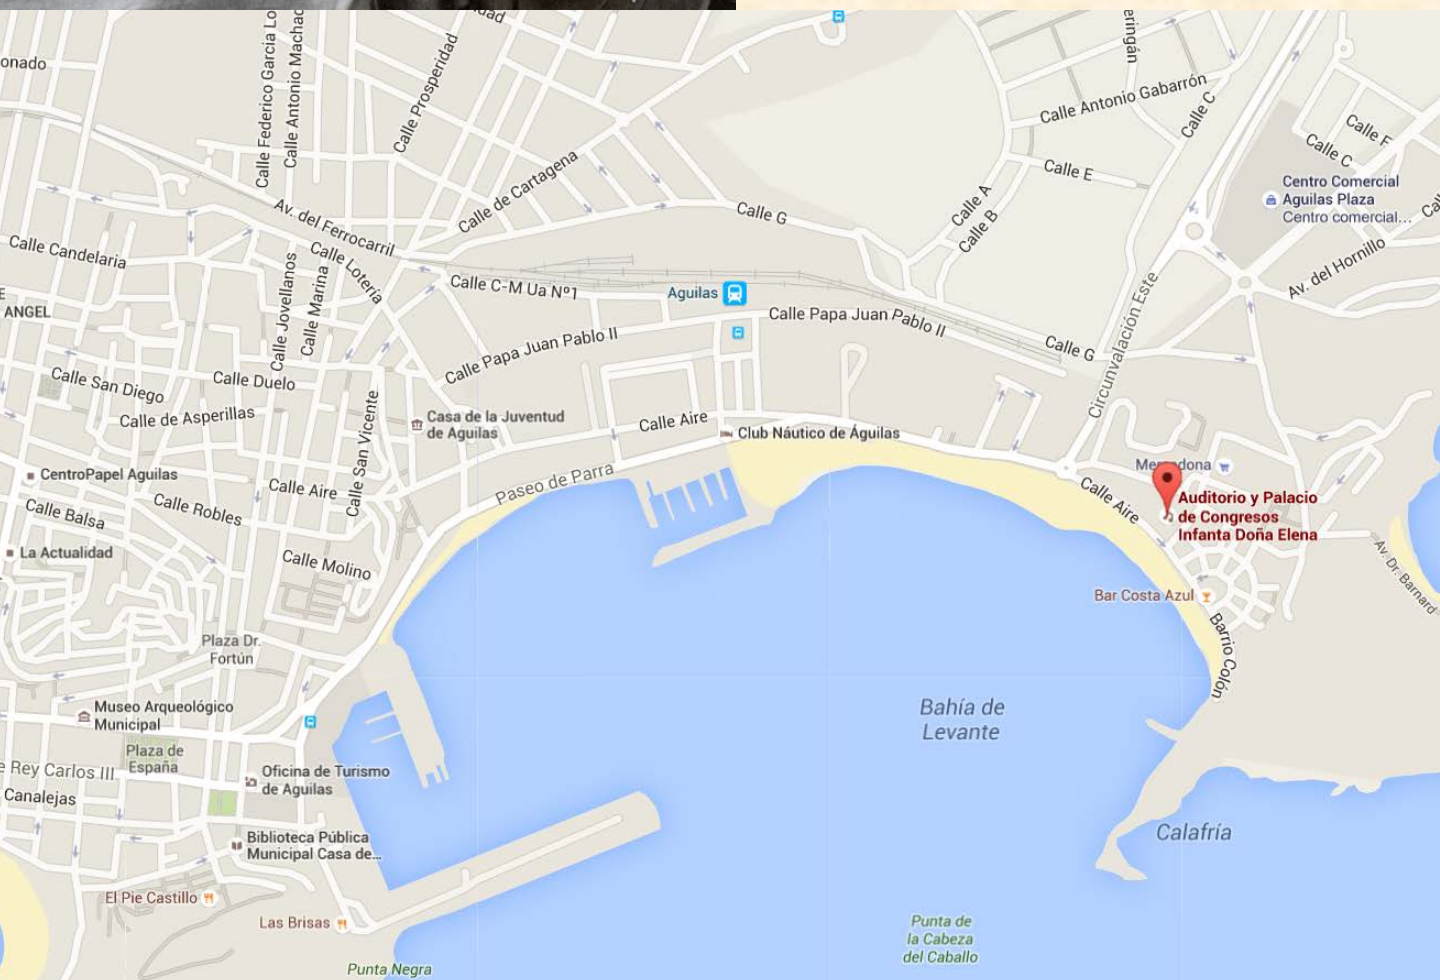 Calle Federico Garcia Lo
Calle Antonio Machac
Calle Prosperidad
onado
Calle Antonio Gabarrón
Calle C
Calle F
Calle C
Calle E
Centro Comercial
Aguilas Plaza
Centro comercial...
Calle de Cartagena
Calle G
Calle A
Calle B
Av. del Ferrocarril
Calle Candelaria
Calle Lotería
Calle Jovellanos
Calle Marina
Av. del Hornillo
Calle C-M Ua Nº1
Aguilas
Calle Papa Juan Pablo II
Calle Papa Juan Pablo II
ANGEL
Calle G
Circunvalación Este
Calle San Diego
Calle Duelo
Calle de Asperillas
Calle San Vicente
Casa de la Juventud
de Aguilas
Calle Aire
Club Náutico de Águilas
CentroPapel Aguilas
Paseo de Parra
Calle Aire
Calle Robles
Calle Balsa
Calle Aire
Auditorio y Palacio
de Congresos
Infanta Doña Elena
La Actualidad
Calle Molino
Av. Dr. Barnard
Bar Costa Azul
Barrio Colón
Plaza Dr.
Fortún
Museo Arqueológico
Municipal
Bahía de
Levante
Plaza de
España
e Rey Carlos III
Oficina de Turismo
de Aguilas
Canalejas
Calafría
Biblioteca Pública
Municipal Casa de...
El Pie Castillo
Las Brisas
Punta de
la Cabeza
del Caballo
Punta Negra